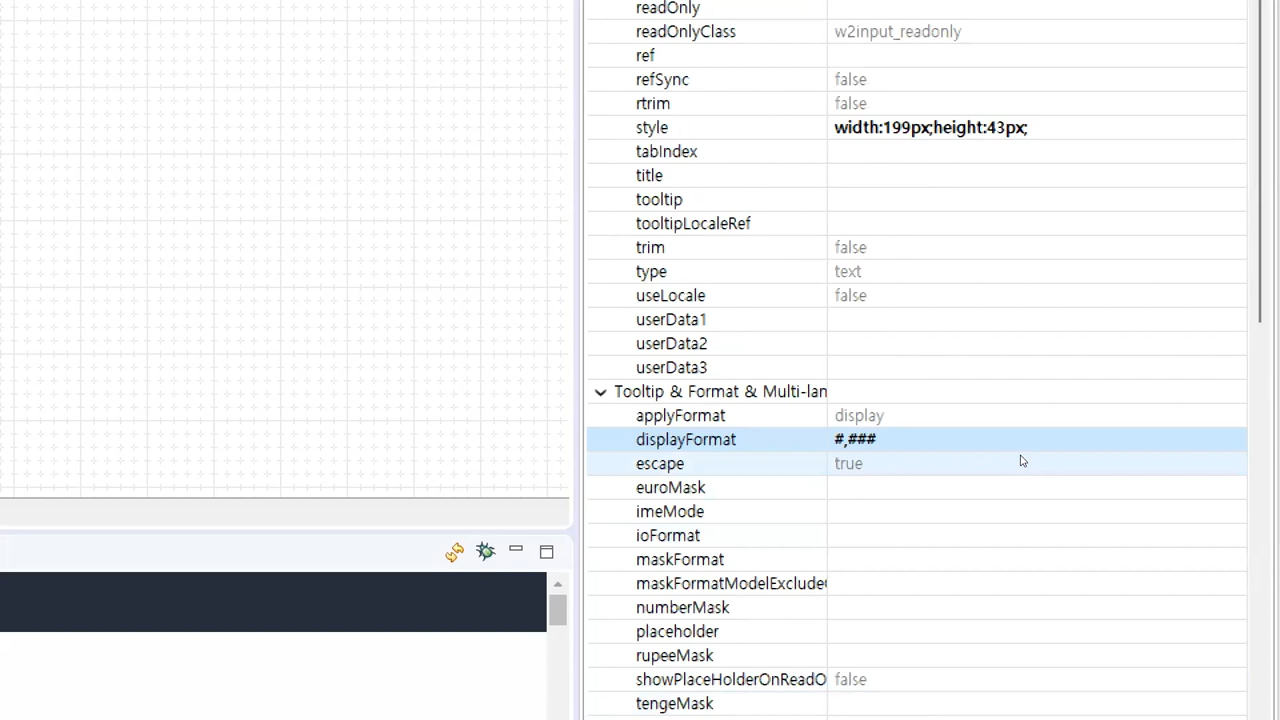 readOnly
readOnlyClass w2input_readonly
ref
refSync false
rtrim false
style width:199px;height:43px;
tabIndex
title
tooltip
tooltipLocaleRef
trim false
type text
useLocale false
userData1
userData2
userData3
Tooltip & Format & Multi-lan
applyFormat display
displayFormat #,###
escape true
euroMask
imeMode
ioFormat
maskFormat
maskFormatModelExclude
numberMask
placeholder
rupeeMask
showPlaceHolderOnReadO false
tengeMask